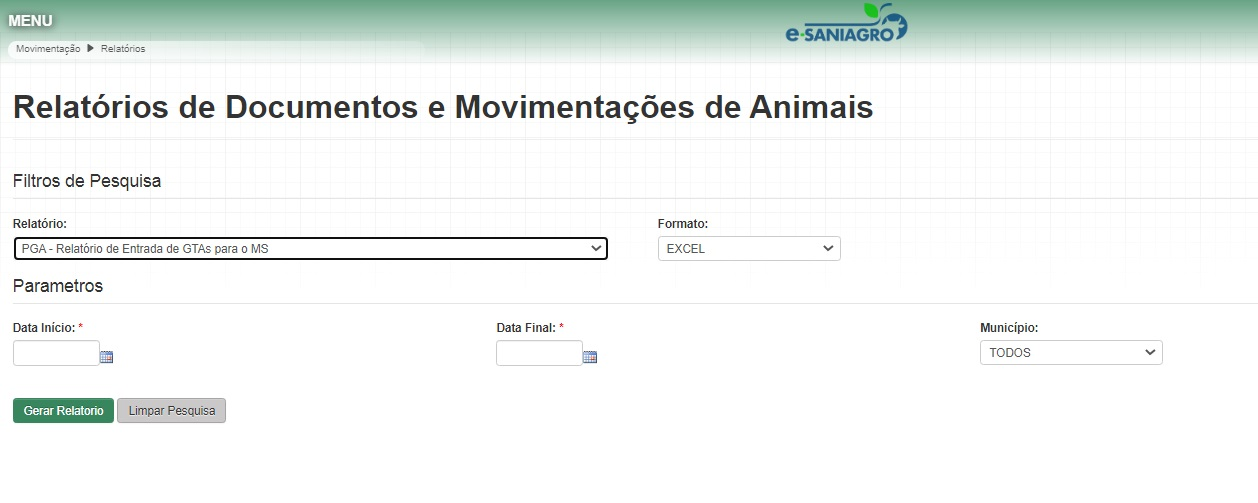 MENU
e-SANIAGRO
Movimentação Relatórios
Relatórios de Documentos e Movimentações de Animais
Filtros de Pesquisa
Relatório: Formato:
PGA - Relatório de Entrada de GTAs para o MS EXCEL
Parametros
Data Início: * Data Final: * Município:
TODOS
Gerar Relatorio Limpar Pesquisa